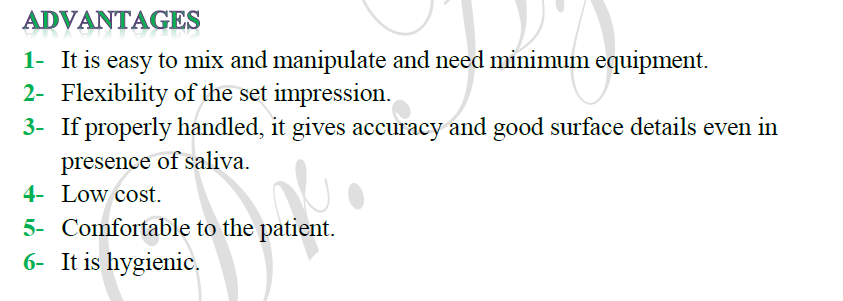 ADVANTAGES
1- It is easy to mix and manipulate and need minimum equipment.
2- Flexibility of the set impression.
3- If properly handled, it gives accuracy and good surface details even in
presence of saliva.
4- Low cost.
5- Comfortable to the patient.
6- It is hygienic.
Dr.